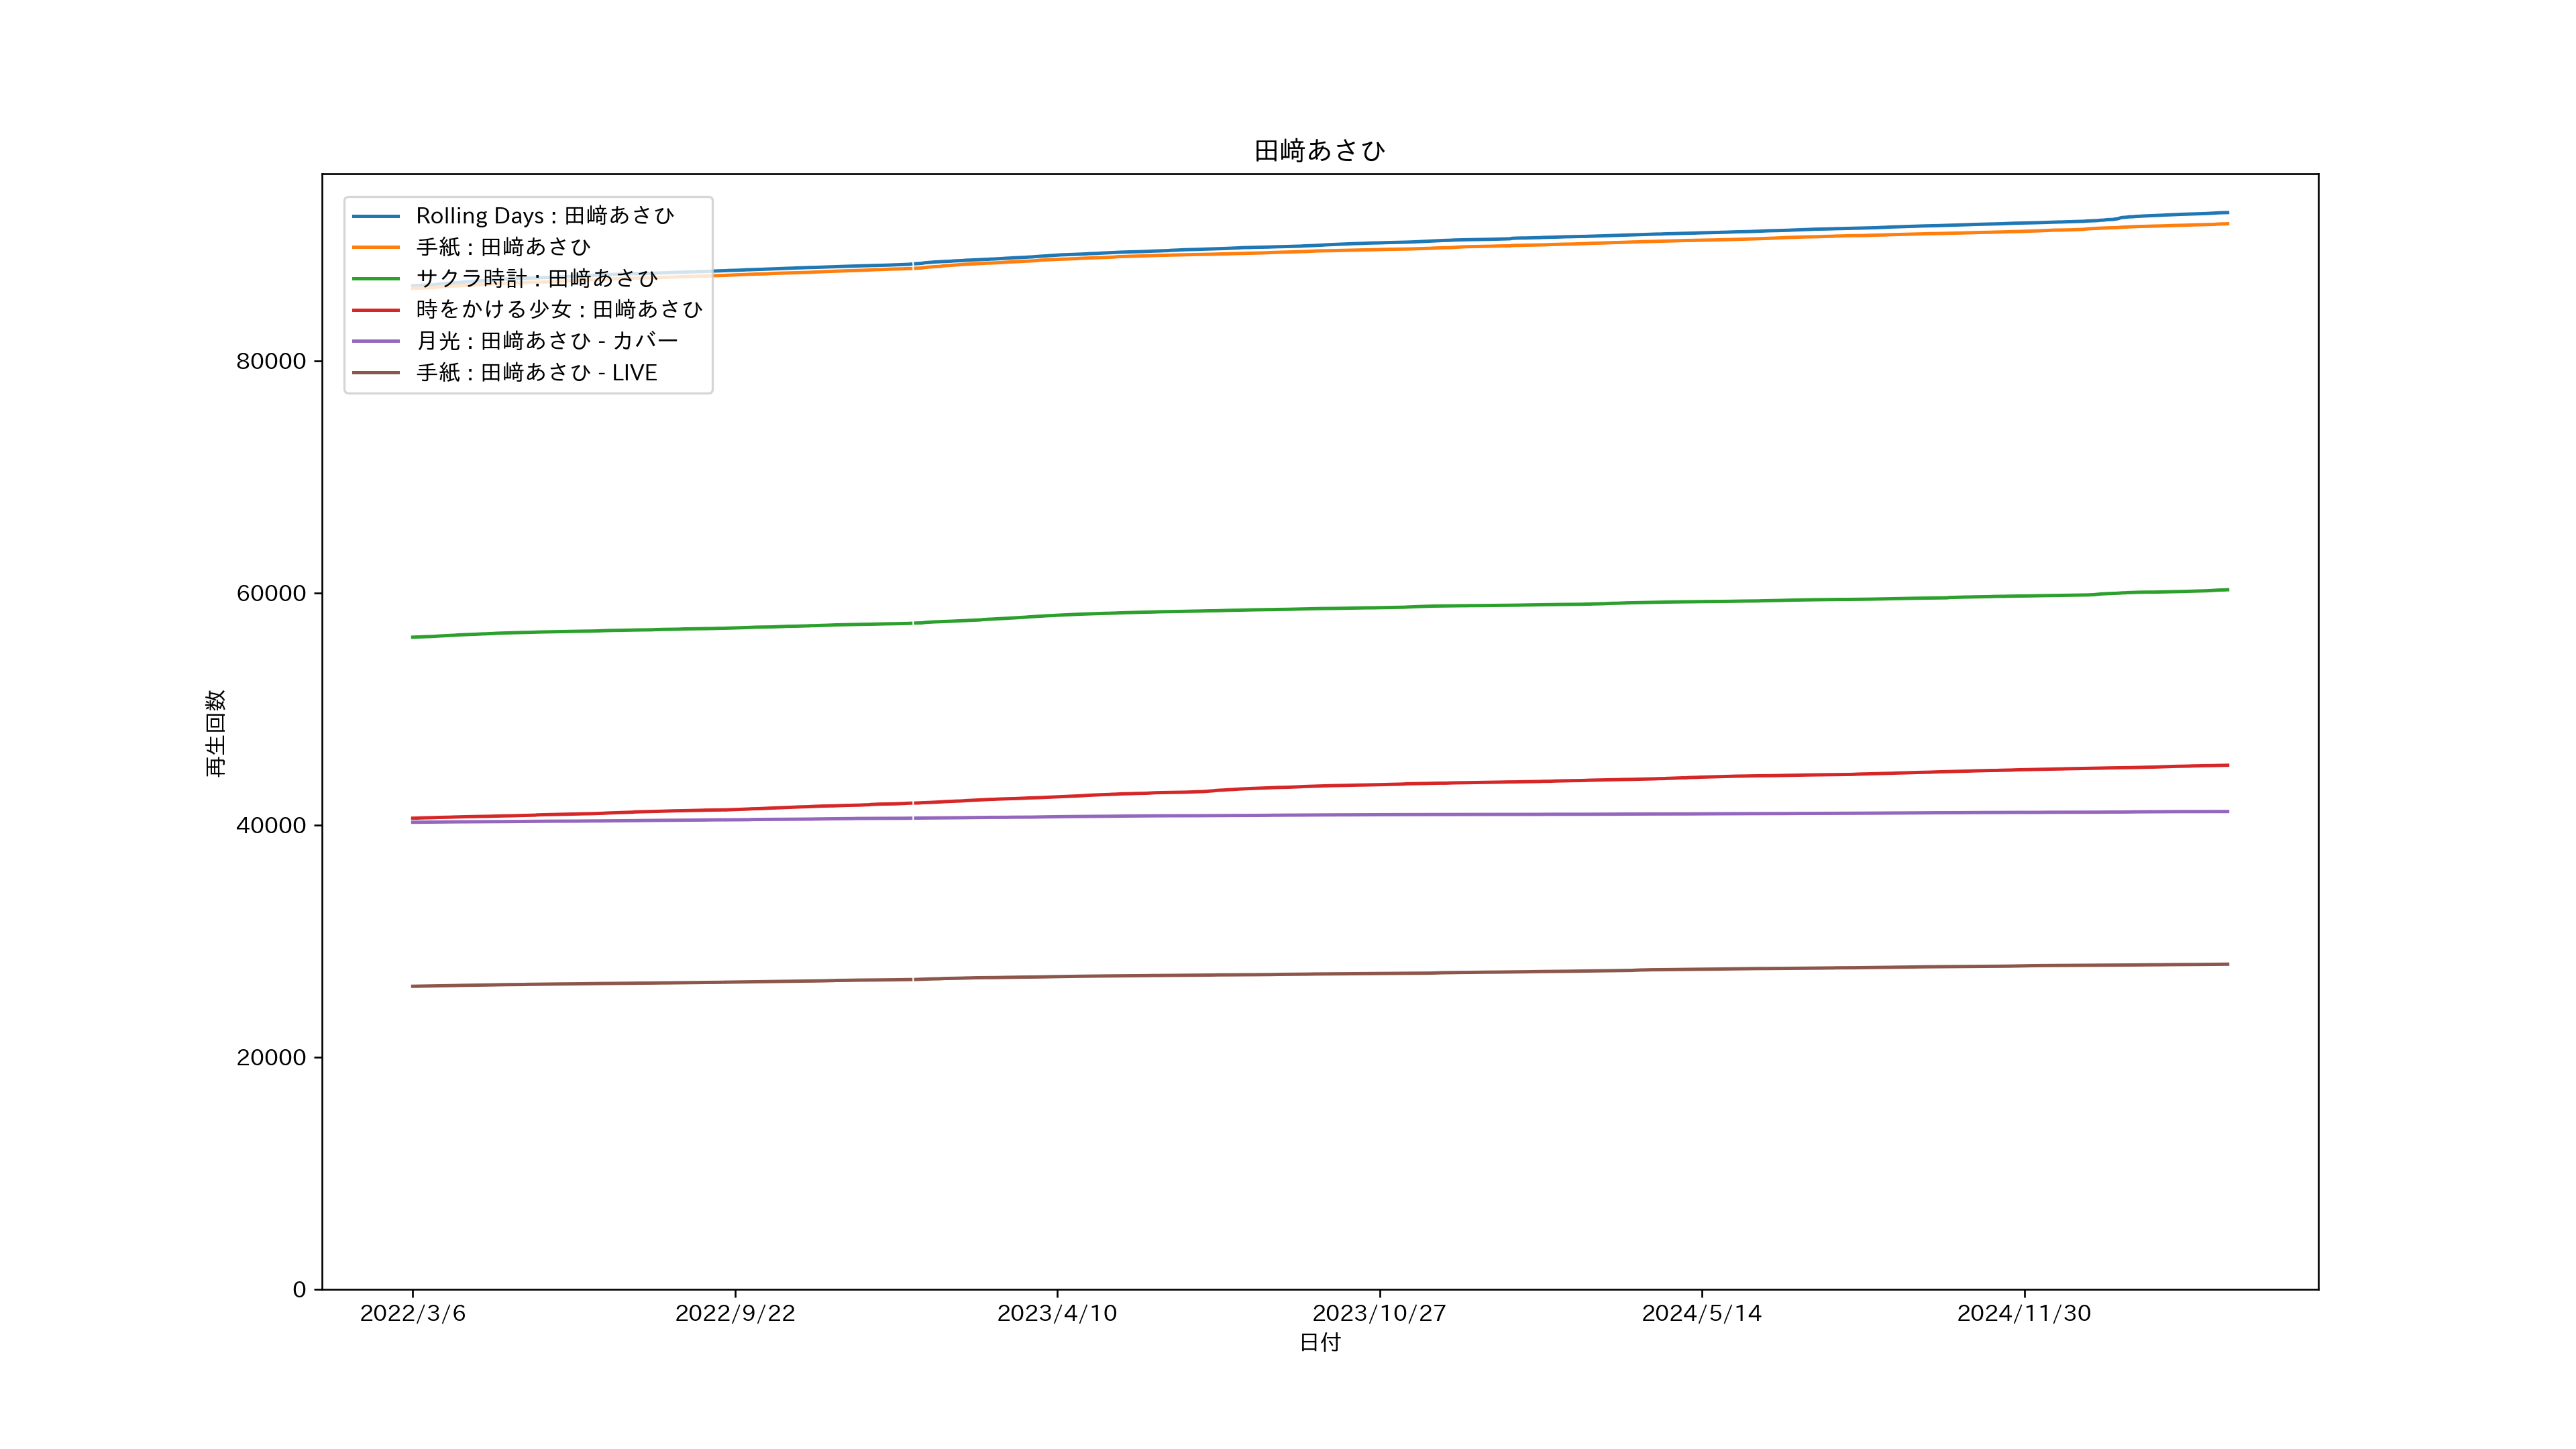 田﨑あさひ
Rolling Days : 田﨑あさひ
手紙 : 田﨑あさひ
サクラ時計 : 田﨑あさひ
時をかける少女 : 田﨑あさひ
月光 : 田﨑あさひ - カバー
手紙 : 田﨑あさひ - LIVE
再生回数
80000
60000
40000
20000
0
2022/3/6 2022/9/22 2023/4/10 2023/10/27 2024/5/14 2024/11/30
日付